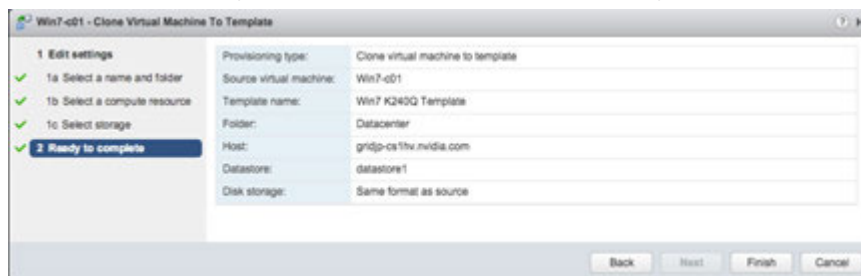 Win7-c01 - Clone Virtual Machine To Template
1 Edit settings
1a Select a name and folder
1b Select a compute resource
1c Select storage
2 Ready to complete
Provisioning type: Clone virtual machine to template
Source virtual machine: Win7-c01
Template name: Win7 K240Q Template
Folder: Datacenter
Host: gridjp-cs1hv.nvidia.com
Datastore: datastore1
Disk storage: Same format as source
Back Next Finish Cancel